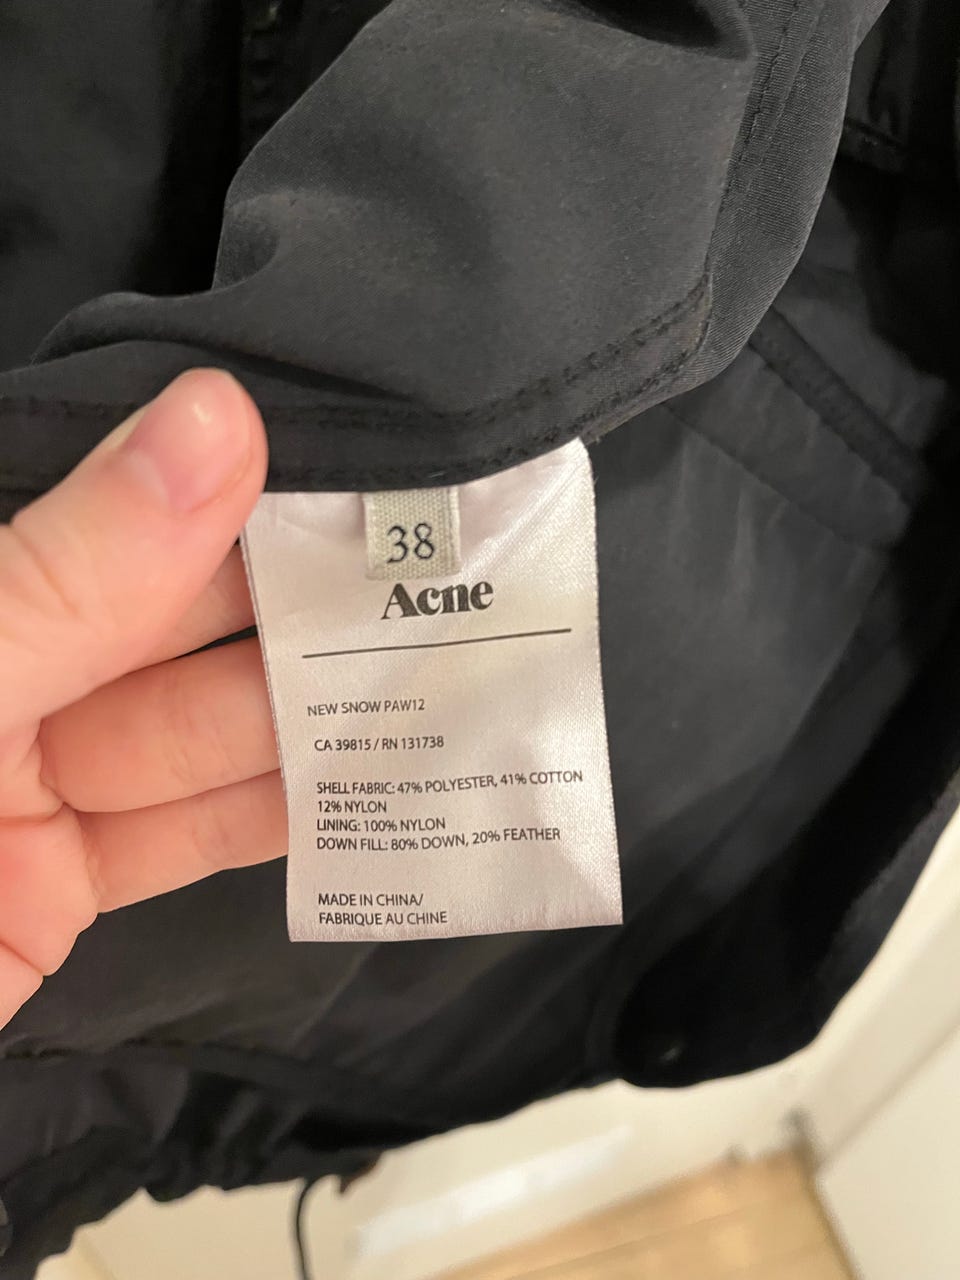 38
Acne
NEW SNOW PAW12
CA 39815 / RN 131738
SHELL FABRIC: 47% POLYESTER, 41% COTTON
12% NYLON
LINING: 100% NYLON
DOWN FILL: 80% DOWN, 20% FEATHER
MADE IN CHINA/
FABRIQUE AU CHINE